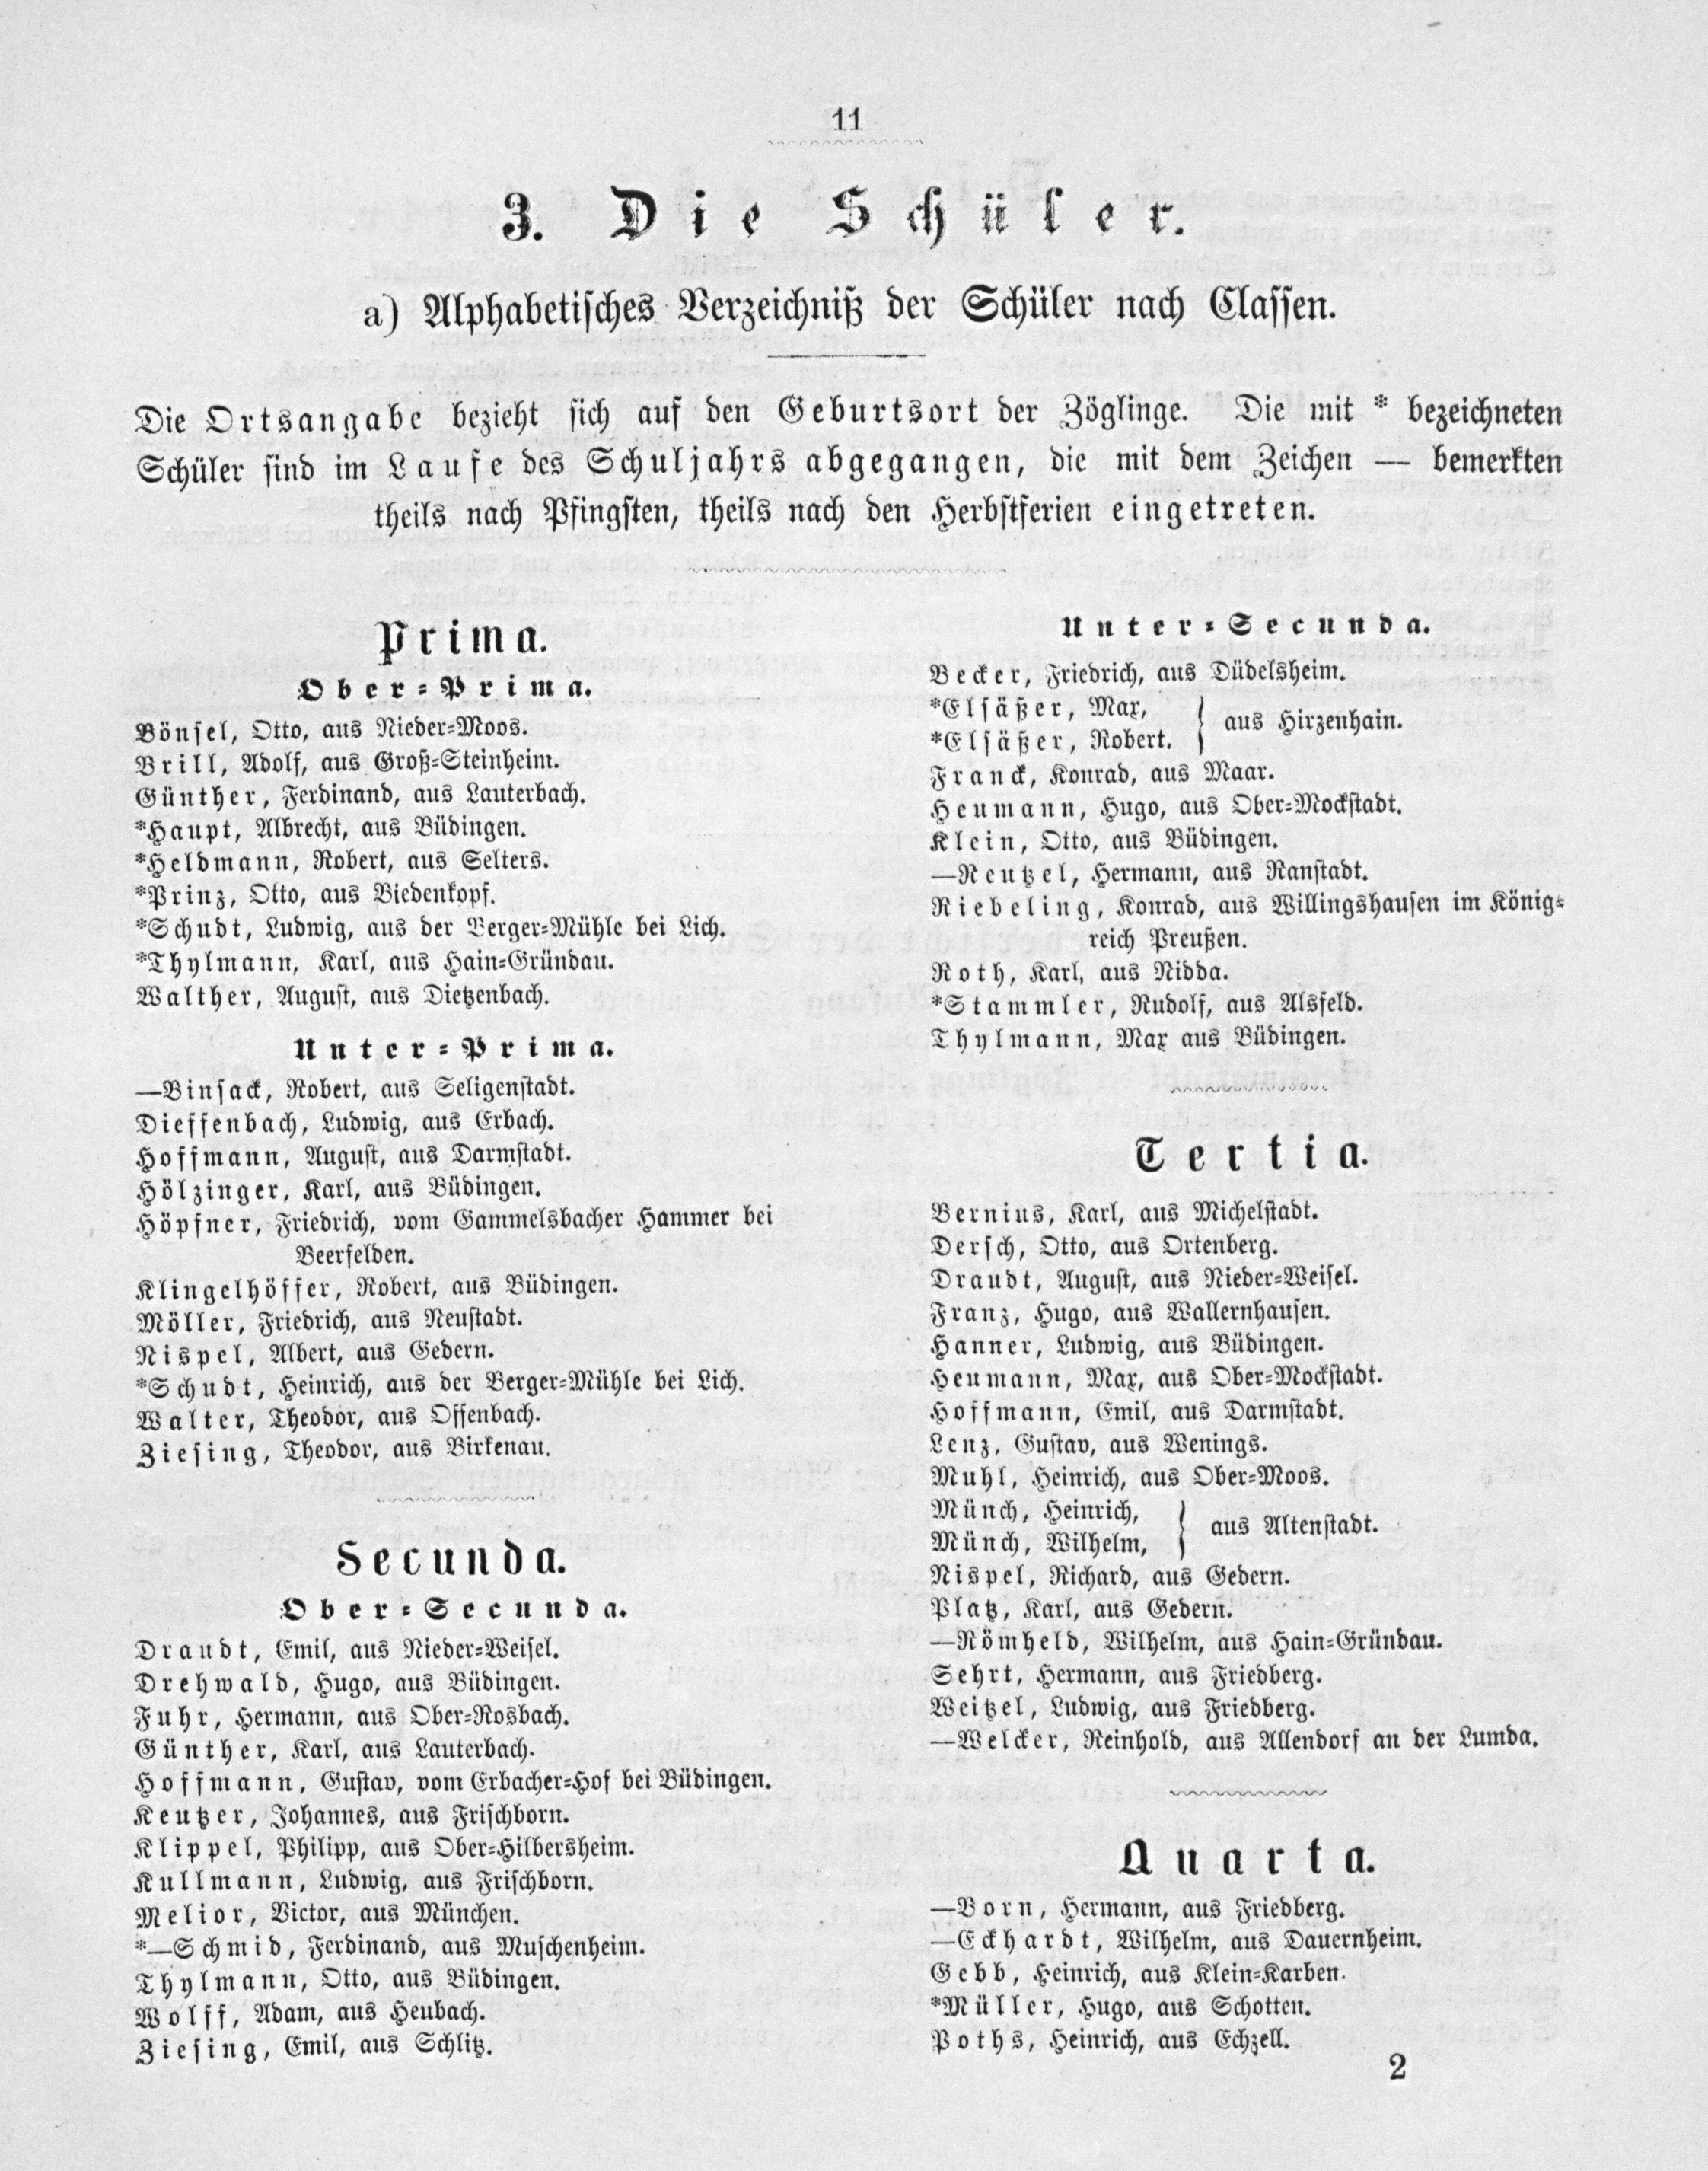 11
3. Die Schüler.
a) Alphabetisches Verzeichniß der Schüler nach Classen.
Die Ortsangabe bezieht sich auf den Geburtsort der Zöglinge. Die mit * bezeichneten
Schüler sind im Laufe des Schuljahrs abgegangen, die mit dem Zeichen — bemerkten
theils nach Pfingsten, theils nach den Herbstferien eingetreten.
Prima.
Ober-Prima.
Bönsel, Otto, aus Nieder-Moos.
Brill, Adolf, aus Groß-Steinheim.
Günther, Ferdinand, aus Lauterbach.
*Haupt, Albrecht, aus Büdingen.
*Heldmann, Robert, aus Selters.
*Prinz, Otto, aus Biedenkopf.
*Schudt, Ludwig, aus der Berger-Mühle bei Lich.
*Thylmann, Karl, aus Hain-Gründau.
Walther, August, aus Dietzenbach.
Unter-Prima.
—Binsack, Robert, aus Seligenstadt.
Dieffenbach, Ludwig, aus Erbach.
Hoffmann, August, aus Darmstadt.
Hölzinger, Karl, aus Büdingen.
Höpfner, Friedrich, vom Gammelsbacher Hammer bei
Beerfelden.
Klingelhöffer, Robert, aus Büdingen.
Möller, Friedrich, aus Neustadt.
Nispel, Albert, aus Gedern.
*Schudt, Heinrich, aus der Berger-Mühle bei Lich.
Walter, Theodor, aus Offenbach.
Ziesing, Theodor, aus Birkenau.
Secunda.
Ober-Secunda.
Draudt, Emil, aus Nieder-Weisel.
Drehwald, Hugo, aus Büdingen.
Fuhr, Hermann, aus Ober-Rosbach.
Günther, Karl, aus Lauterbach.
Hoffmann, Gustav, vom Erbacher-Hof bei Büdingen.
Keutzer, Johannes, aus Frischborn.
Klippel, Philipp, aus Ober-Hilbersheim.
Kullmann, Ludwig, aus Frischborn.
Melior, Victor, aus München.
*—Schmid, Ferdinand, aus Muschenheim.
Thylmann, Otto, aus Büdingen.
Wolff, Adam, aus Heubach.
Ziesing, Emil, aus Schlitz.
Unter-Secunda.
Becker, Friedrich, aus Düdelsheim.
*Elsäßer, Max,
*Elsäßer, Robert. } aus Hirzenhain.
Franck, Konrad, aus Maar.
Heumann, Hugo, aus Ober-Mockstadt.
Klein, Otto, aus Büdingen.
—Reutzel, Hermann, aus Ranstadt.
Riebeling, Konrad, aus Willingshausen im König-
reich Preußen.
Roth, Karl, aus Nidda.
*Stammler, Rudolf, aus Alsfeld.
Thylmann, Max aus Büdingen.
Tertia.
Bernius, Karl, aus Michelstadt.
Dersch, Otto, aus Ortenberg.
Draudt, August, aus Nieder-Weisel.
Franz, Hugo, aus Wallernhausen.
Hanner, Ludwig, aus Büdingen.
Heumann, Max, aus Ober-Mockstadt.
Hoffmann, Emil, aus Darmstadt.
Lenz, Gustav, aus Wenings.
Muhl, Heinrich, aus Ober-Moos.
Münch, Heinrich,
Münch, Wilhelm, } aus Altenstadt.
Nispel, Richard, aus Gedern.
Platz, Karl, aus Gedern.
—Römheld, Wilhelm, aus Hain-Gründau.
Sehrt, Hermann, aus Friedberg.
Weitzel, Ludwig, aus Friedberg.
—Welcker, Reinhold, aus Allendorf an der Lumda.
Quarta.
—Born, Hermann, aus Friedberg.
—Eckhardt, Wilhelm, aus Dauernheim.
Gebb, Heinrich, aus Klein-Karben.
*Müller, Hugo, aus Schotten.
Poths, Heinrich, aus Echzell.
2